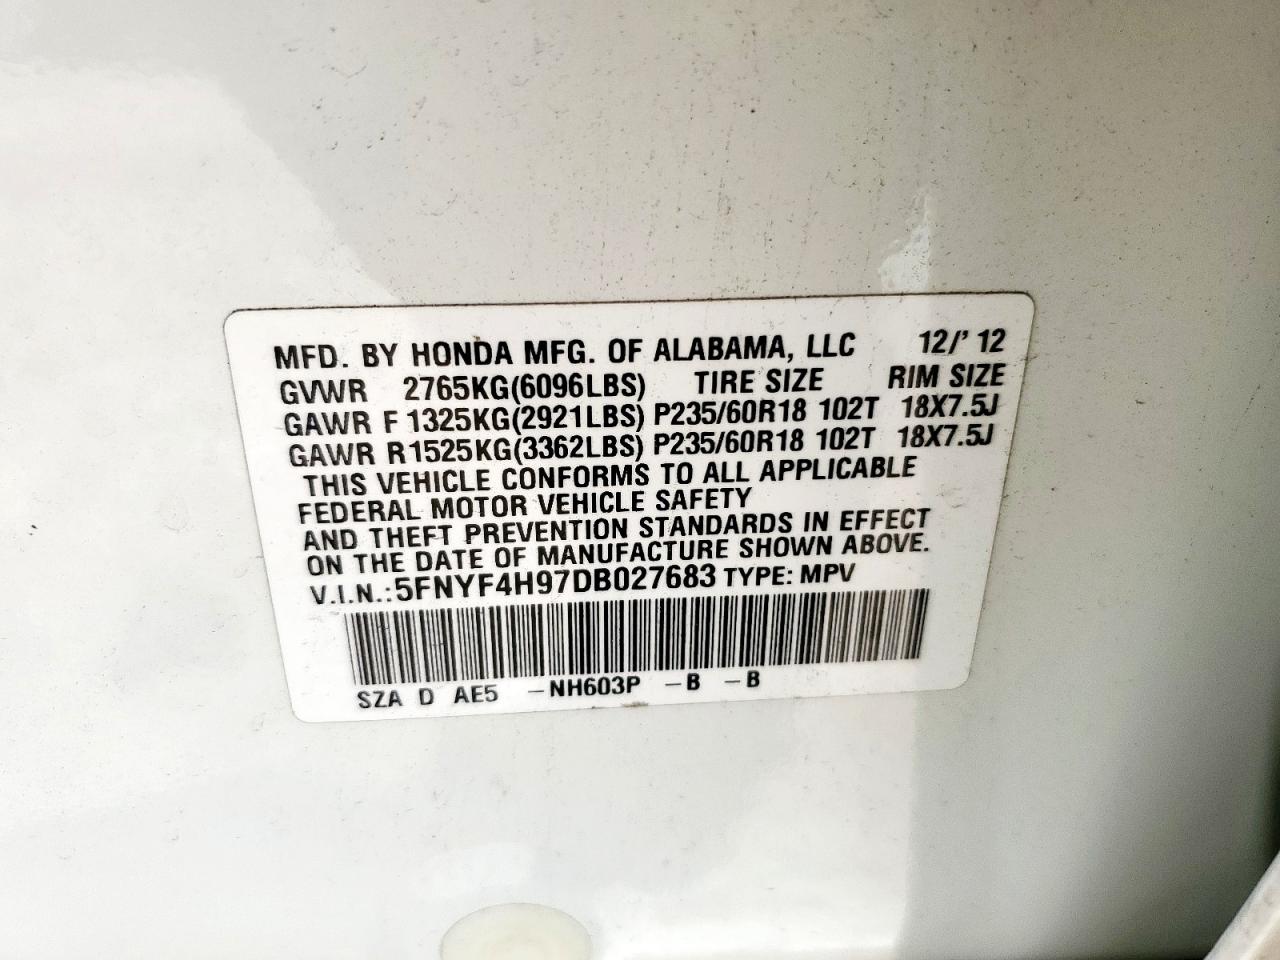 MFD. BY HONDA MFG. OF ALABAMA, LLC 12/' 12
GVWR 2765KG(6096LBS) TIRE SIZE RIM SIZE
GAWR F 1325KG(2921LBS) P235/60R18 102T 18X7.5J
GAWR R 1525KG(3362LBS) P235/60R18 102T 18X7.5J
THIS VEHICLE CONFORMS TO ALL APPLICABLE
FEDERAL MOTOR VEHICLE SAFETY
AND THEFT PREVENTION STANDARDS IN EFFECT
ON THE DATE OF MANUFACTURE SHOWN ABOVE.
V.I.N.: 5FNYF4H97DB027683 TYPE: MPV
SZA D AE5 -NH603P -B -B